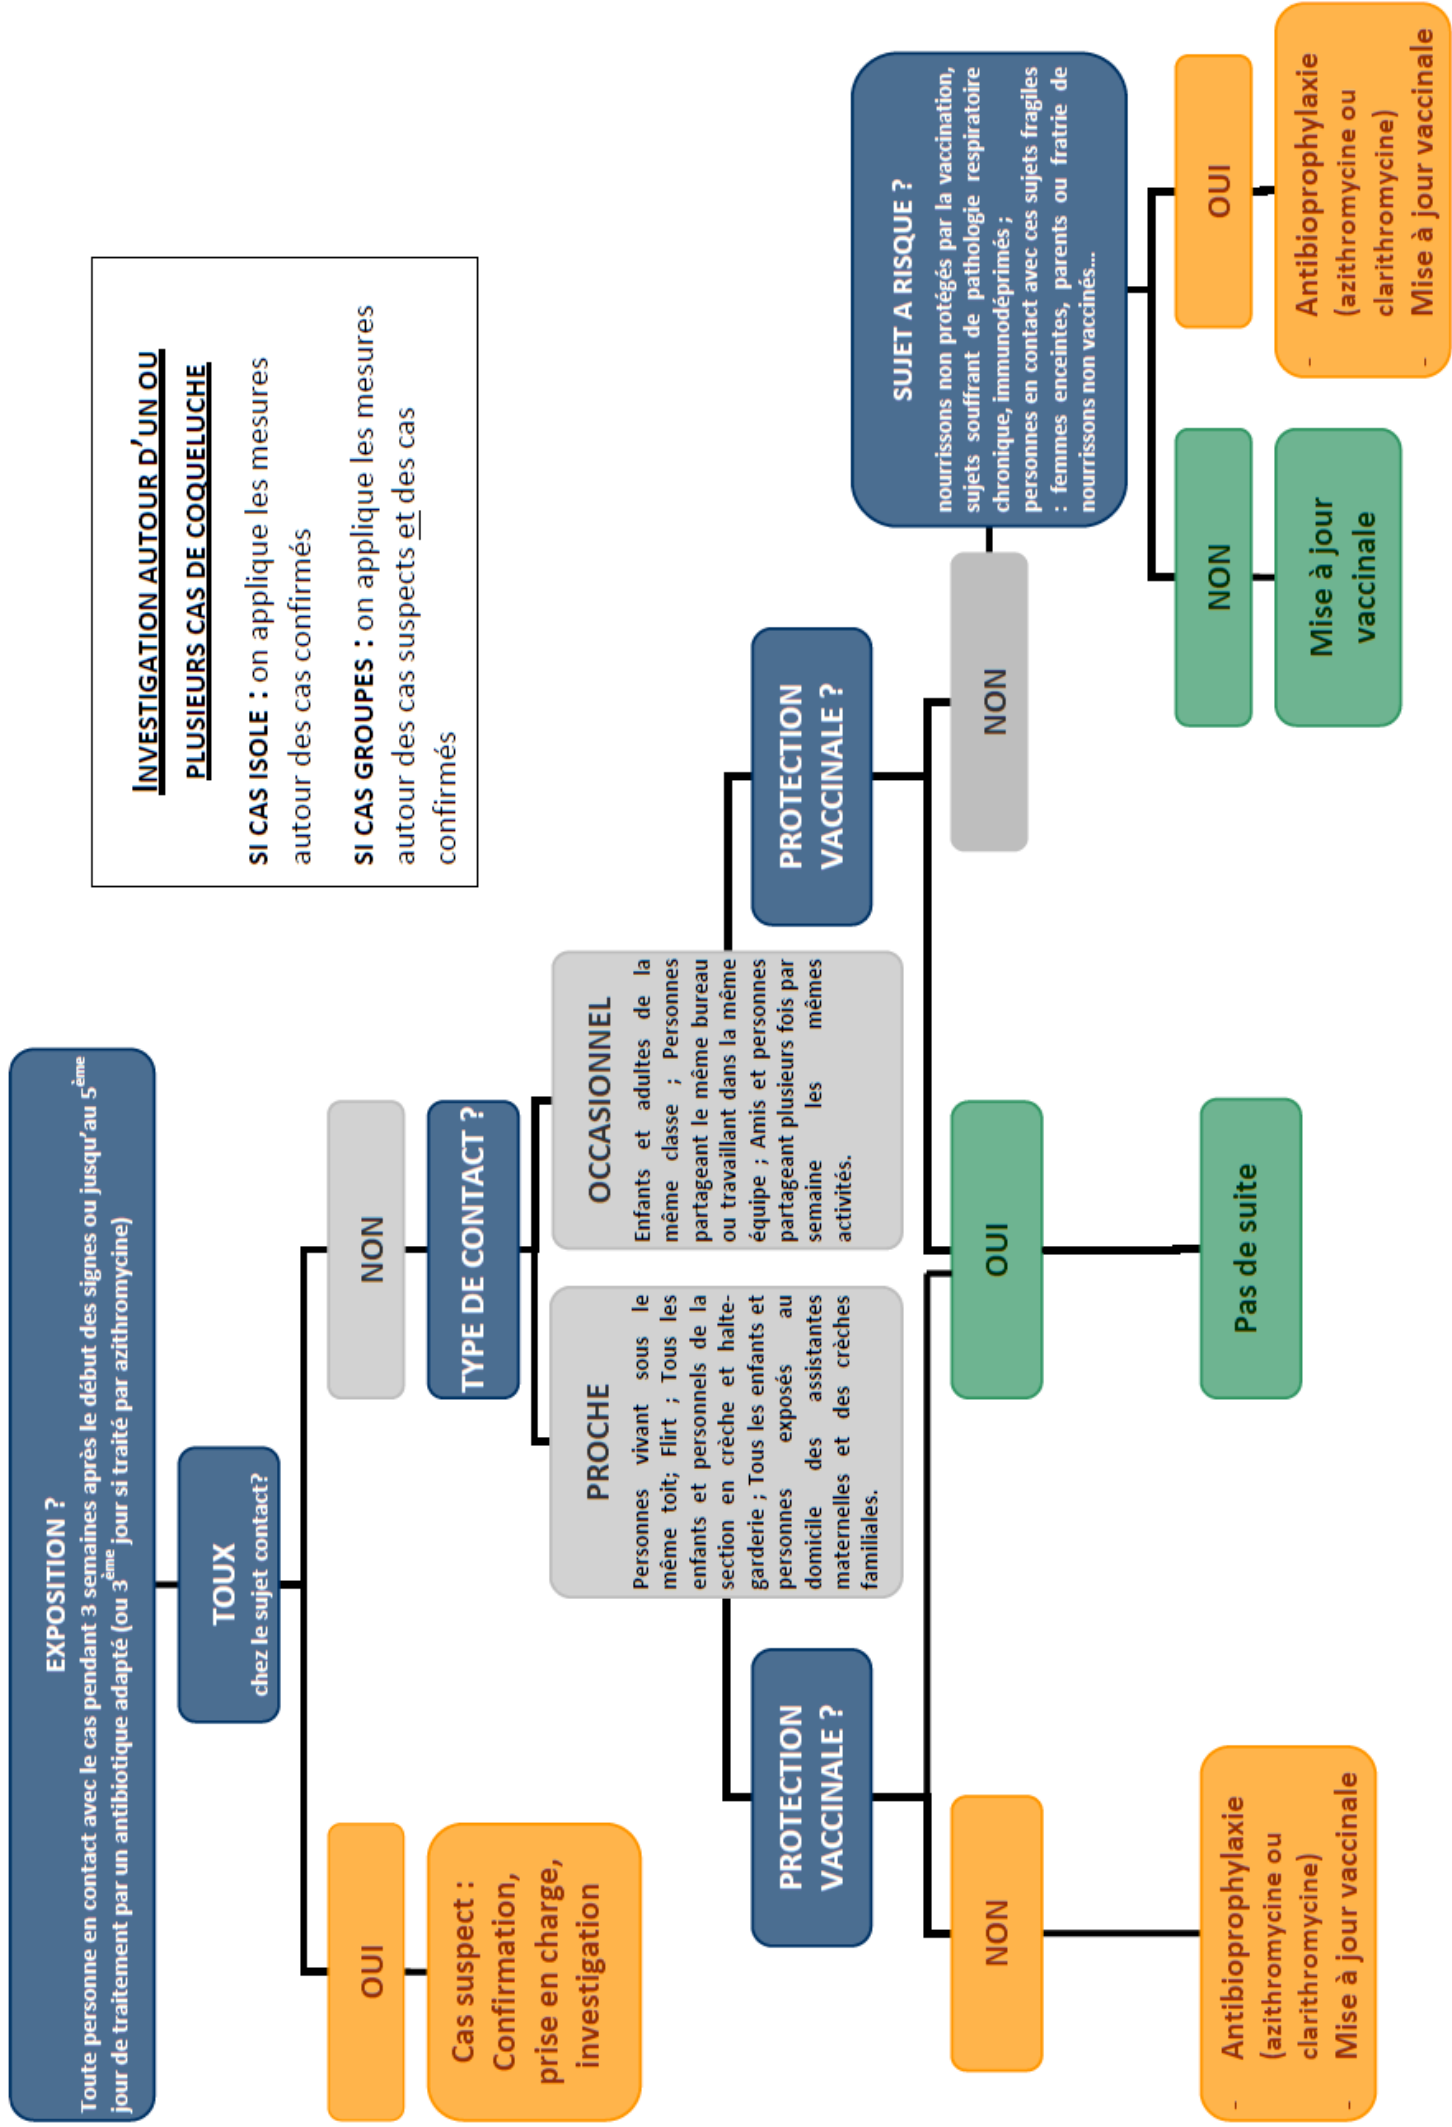 EXPOSITION ?
Toute personne en contact avec le cas pendant 3 semaines après le début des signes ou jusqu'au 5ème
jour de traitement par un antibiotique adapté (ou 3ème jour si traité par azithromycine)
INVESTIGATION AUTOUR D'UN OU
PLUSIEURS CAS DE COQUELUCHE
SI CAS ISOLE : on applique les mesures
autour des cas confirmés
SI CAS GROUPES : on applique les mesures
autour des cas suspects et des cas
confirmés
TOUX
chez le sujet contact?
OUI
NON
Cas suspect :
Confirmation,
prise en charge,
investigation
TYPE DE CONTACT ?
PROCHE
Personnes vivant sous le
même toit; Flirt ; Tous les
enfants et personnels de la
section en crèche et halte-
garderie ; Tous les enfants et
personnes exposés au
domicile des assistantes
maternelles et des crèches
familiales.
OCCASIONNEL
Enfants et adultes de la
même classe ; Personnes
partageant le même bureau
ou travaillant dans la même
équipe ; Amis et personnes
partageant plusieurs fois par
semaine les mêmes
activités.
PROTECTION
VACCINALE ?
PROTECTION
VACCINALE ?
NON
OUI
NON
SUJET A RISQUE ?
nourrissons non protégés par la vaccination,
sujets souffrant de pathologie respiratoire
chronique, immunodéprimés ;
personnes en contact avec ces sujets fragiles
: femmes enceintes, parents ou fratrie de
nourrissons non vaccinés...
- Antibioprophylaxie
(azithromycine ou
clarithromycine)
- Mise à jour vaccinale
Pas de suite
NON
OUI
Mise à jour
vaccinale
- Antibioprophylaxie
(azithromycine ou
clarithromycine)
- Mise à jour vaccinale